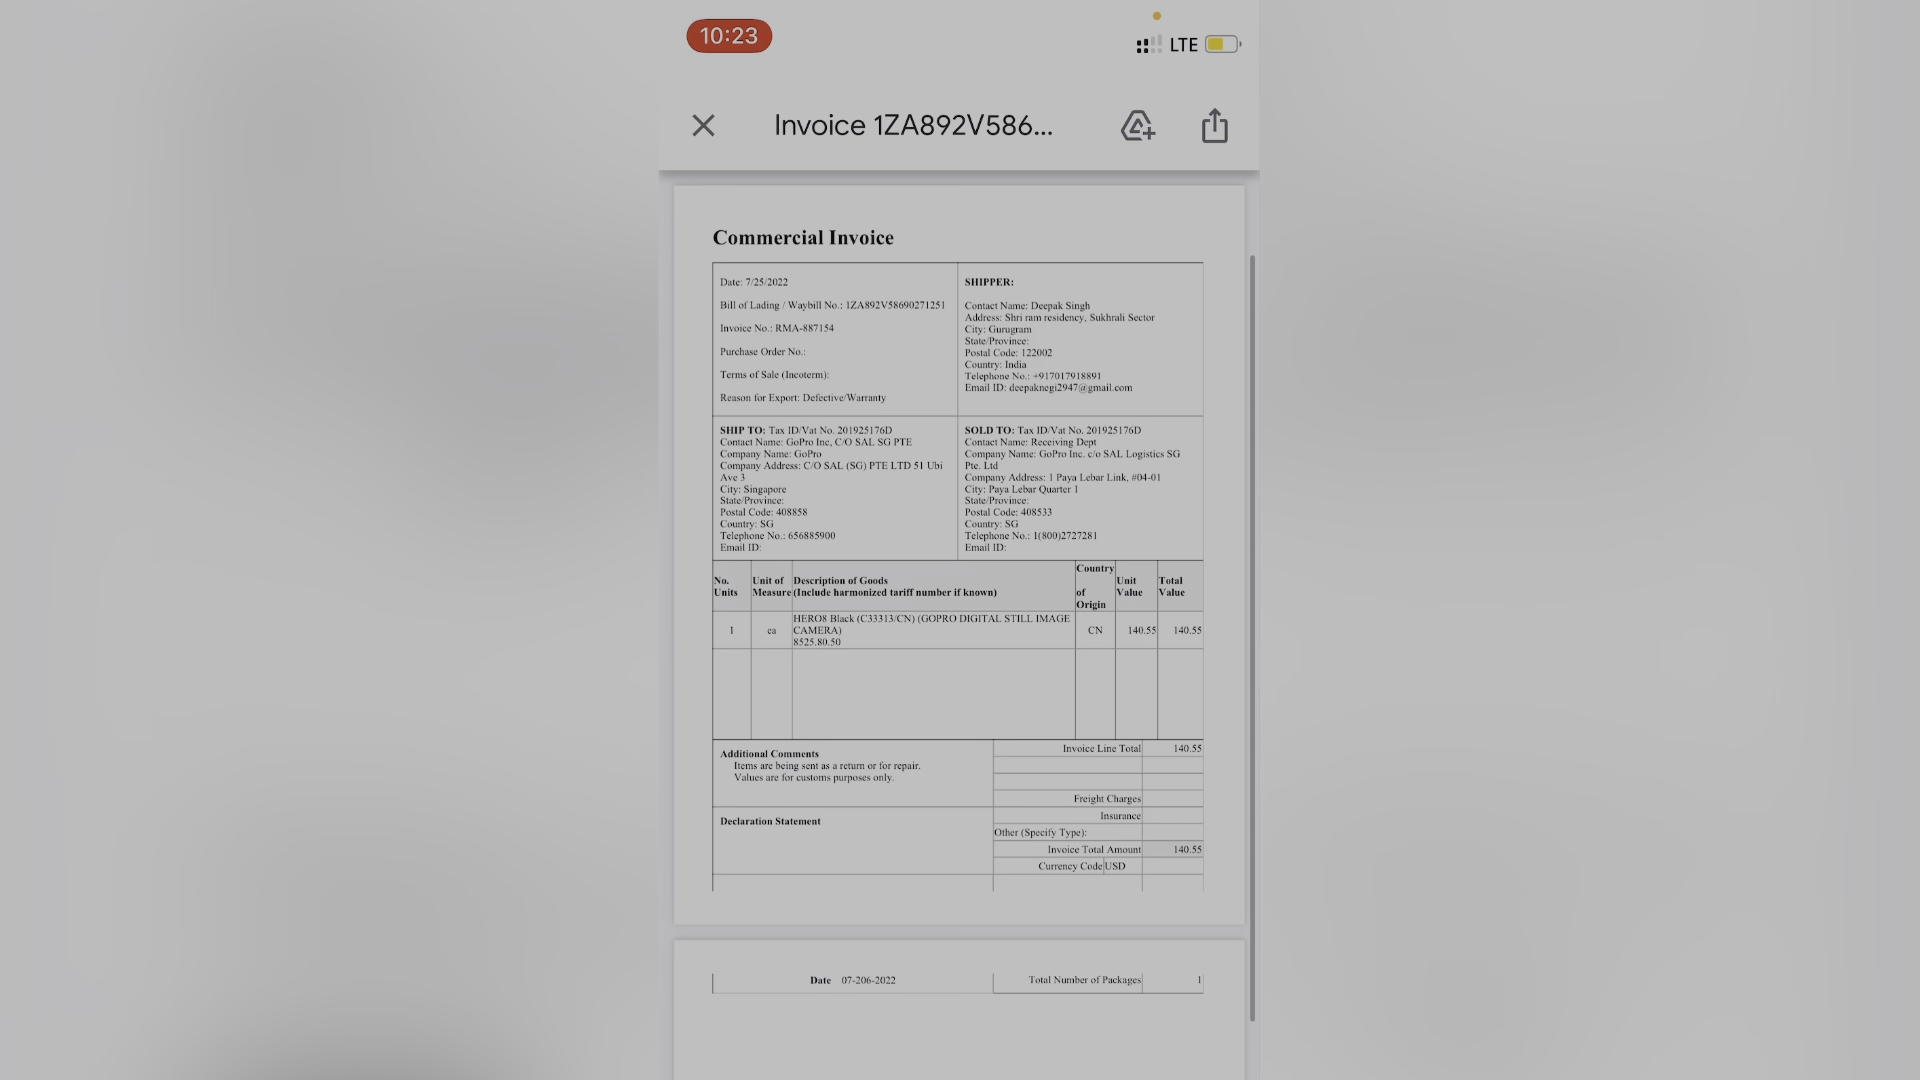 10:23
LTE
Invoice 1ZA892V586...
Commercial Invoice
Date: 7/25/2022
Bill of Lading / Waybill No.: 1ZA892V58690271251
Invoice No.: RMA-887154
Purchase Order No.:
Terms of Sale (Incoterm):
Reason for Export: Defective/Warranty
SHIPPER:
Contact Name: Deepak Singh
Address: Shri ram residency, Sukhrali Sector
City: Gurugram
State/Province:
Postal Code: 122002
Country: India
Telephone No.: +917017918891
Email ID: deepaknegi2947@gmail.com
SHIP TO: Tax ID/Vat No. 201925176D
Contact Name: GoPro Inc, C/O SAL SG PTE
Company Name: GoPro
Company Address: C/O SAL (SG) PTE LTD 51 Ubi
Ave 3
City: Singapore
State/Province:
Postal Code: 408858
Country: SG
Telephone No.: 656885900
Email ID:
SOLD TO: Tax ID/Vat No. 201925176D
Contact Name: Receiving Dept
Company Name: GoPro Inc. c/o SAL Logistics SG
Pte. Ltd
Company Address: 1 Paya Lebar Link, #04-01
City: Paya Lebar Quarter 1
State/Province:
Postal Code: 408533
Country: SG
Telephone No.: 1(800)2727281
Email ID:
No. Units
Unit of Measure
Description of Goods
(Include harmonized tariff number if known)
Country of Origin
Unit Value
Total Value
1 ea HERO8 Black (C33313/CN) (GOPRO DIGITAL STILL IMAGE
CAMERA) CN 140.55 140.55
8525.80.50
Additional Comments
Items are being sent as a return or for repair.
Values are for customs purposes only.
Declaration Statement
Invoice Line Total 140.55
Freight Charges
Insurance
Other (Specify Type):
Invoice Total Amount 140.55
Currency Code USD
Date 07-206-2022
Total Number of Packages 1